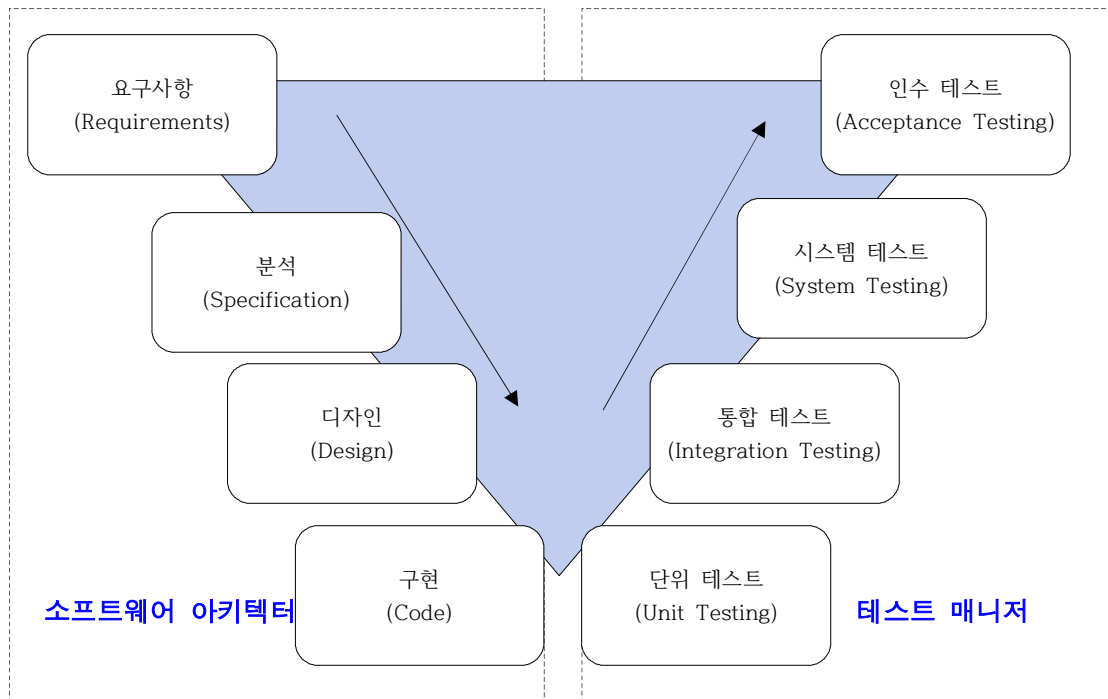 요구사항
(Requirements)
인수 테스트
(Acceptance Testing)
분석
(Specification)
시스템 테스트
(System Testing)
디자인
(Design)
통합 테스트
(Integration Testing)
구현
(Code)
단위 테스트
(Unit Testing)
소프트웨어 아키텍터
테스트 매니저